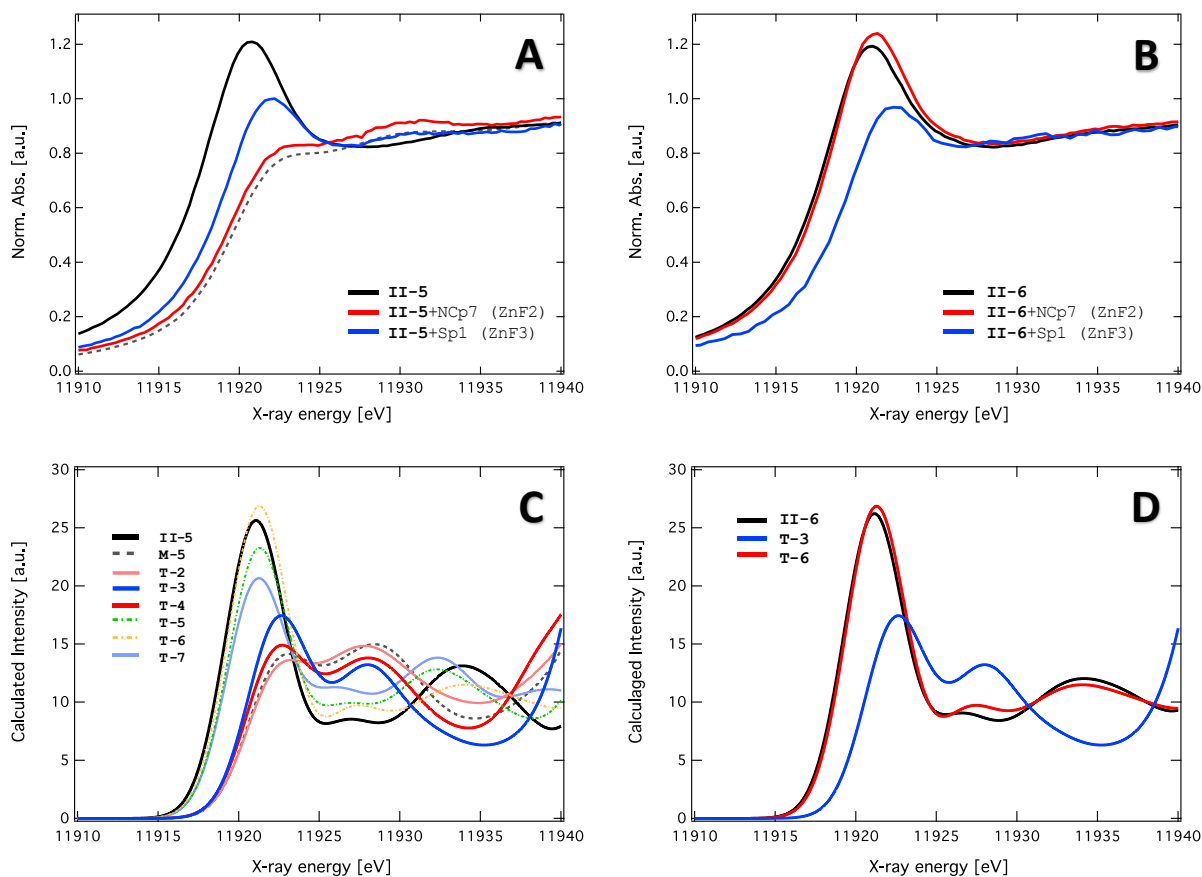 A
1.2
1.0
0.8
0.6
0.4
0.2
0.0
Norm. Abs. [a.u.]
II-5
II-5+NCp7 (ZnF2)
II-5+Sp1 (ZnF3)
11910 11915 11920 11925 11930 11935 11940
X-ray energy [eV]
B
1.2
1.0
0.8
0.6
0.4
0.2
0.0
Norm. Abs. [a.u.]
II-6
II-6+NCp7 (ZnF2)
II-6+Sp1 (ZnF3)
11910 11915 11920 11925 11930 11935 11940
X-ray energy [eV]
C
30
25
20
15
10
5
0
Calculated Intensity [a.u.]
II-5
M-5
T-2
T-3
T-4
T-5
T-6
T-7
11910 11915 11920 11925 11930 11935 11940
X-ray energy [eV]
D
30
25
20
15
10
5
0
Calculaged Intensity [a.u.]
II-6
T-3
T-6
11910 11915 11920 11925 11930 11935 11940
X-ray energy [eV]